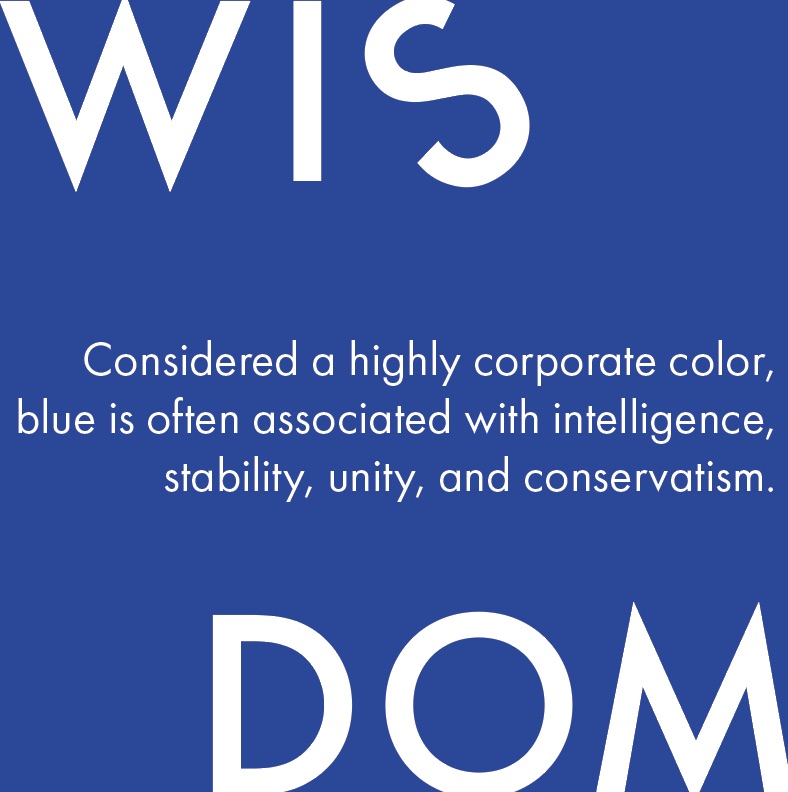 WIS
Considered a highly corporate color,
blue is often associated with intelligence,
stability, unity, and conservatism.
DOM